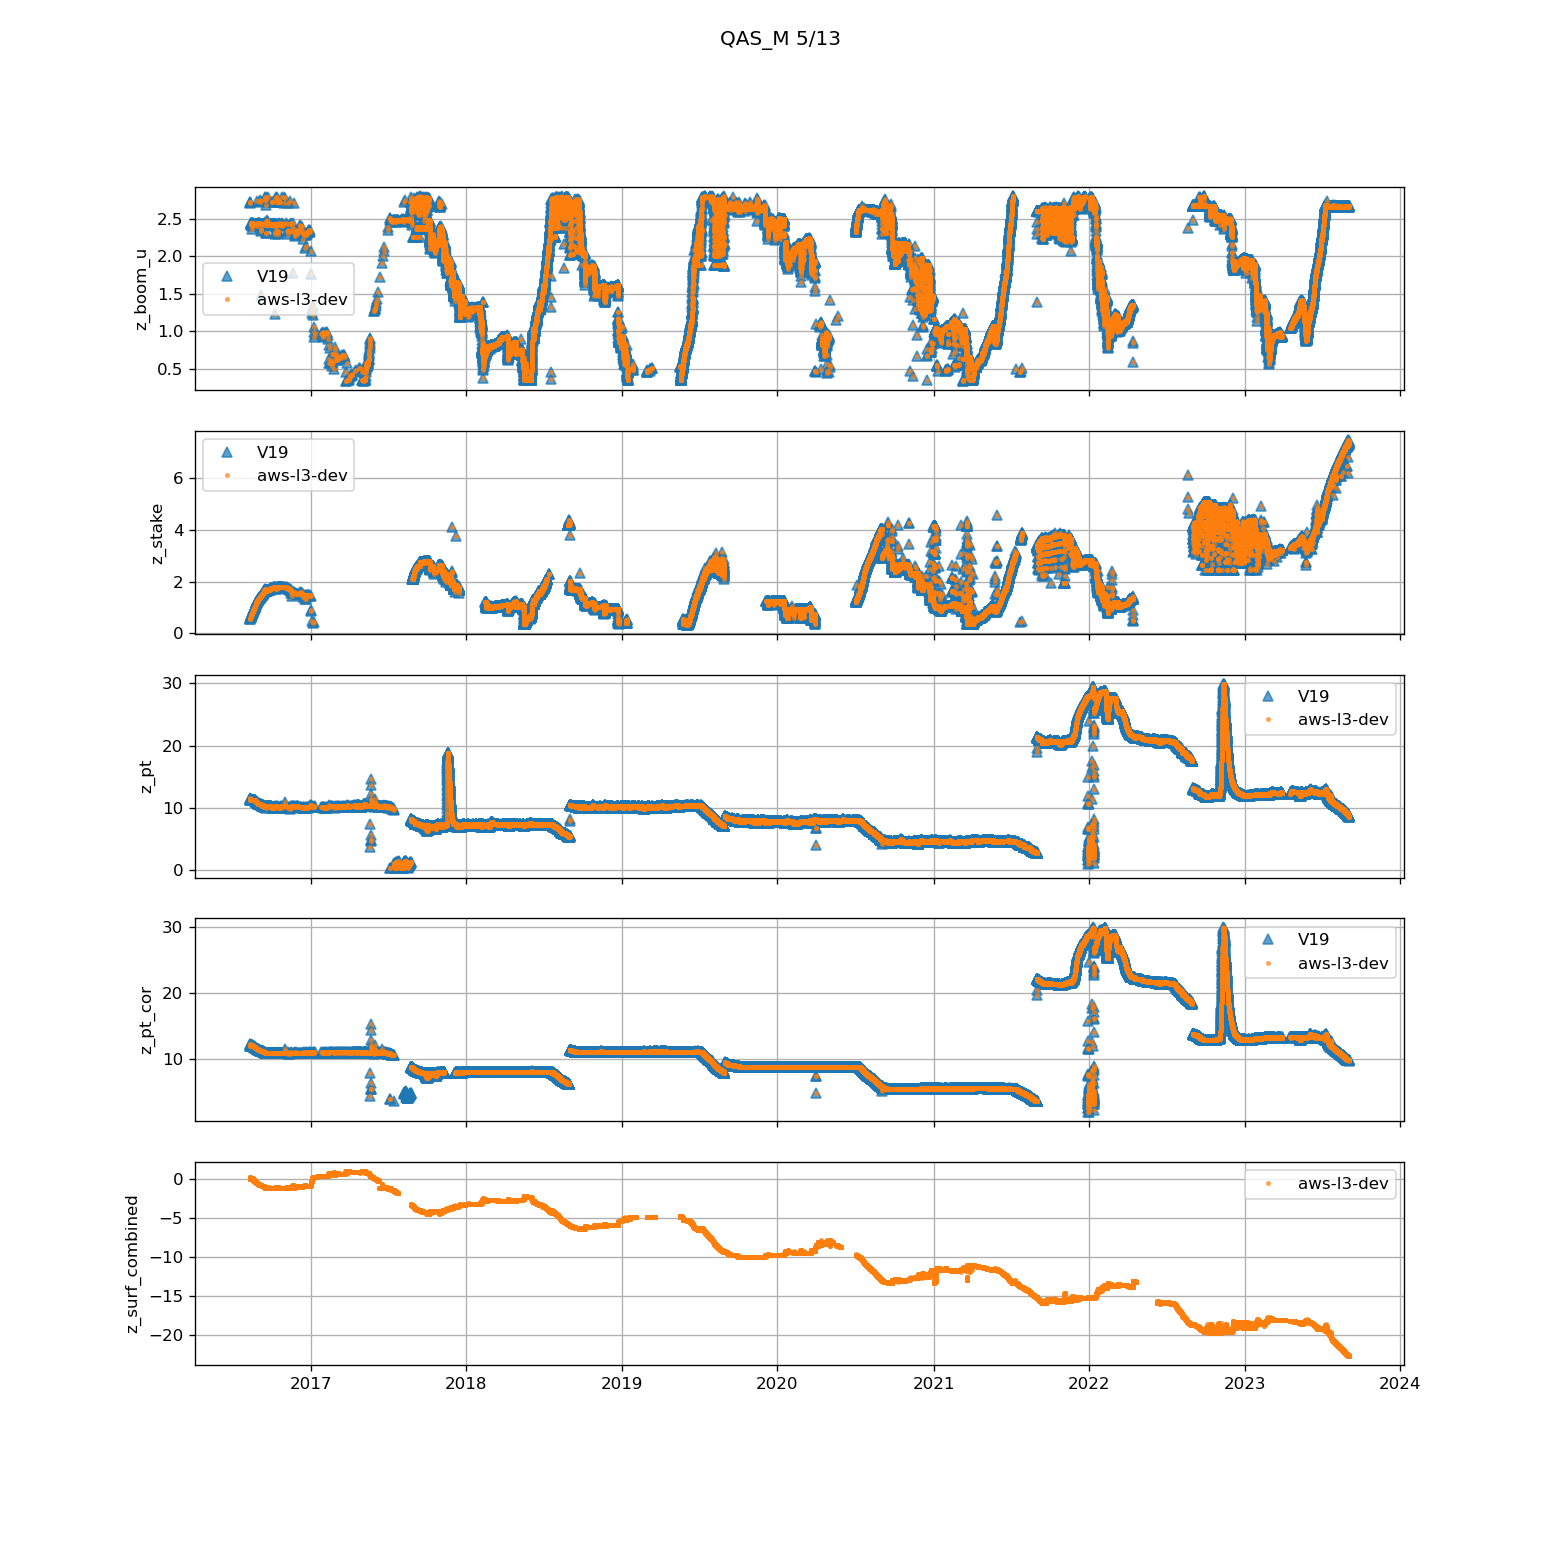 QAS_M 5/13
z_boom_u
2.5
2.0
1.5
1.0
0.5
V19
aws-l3-dev
z_stake
6
4
2
0
V19
aws-l3-dev
z_pt
30
20
10
0
V19
aws-l3-dev
z_pt_cor
30
20
10
V19
aws-l3-dev
z_surf_combined
0
−5
−10
−15
−20
aws-l3-dev
2017 2018 2019 2020 2021 2022 2023 2024